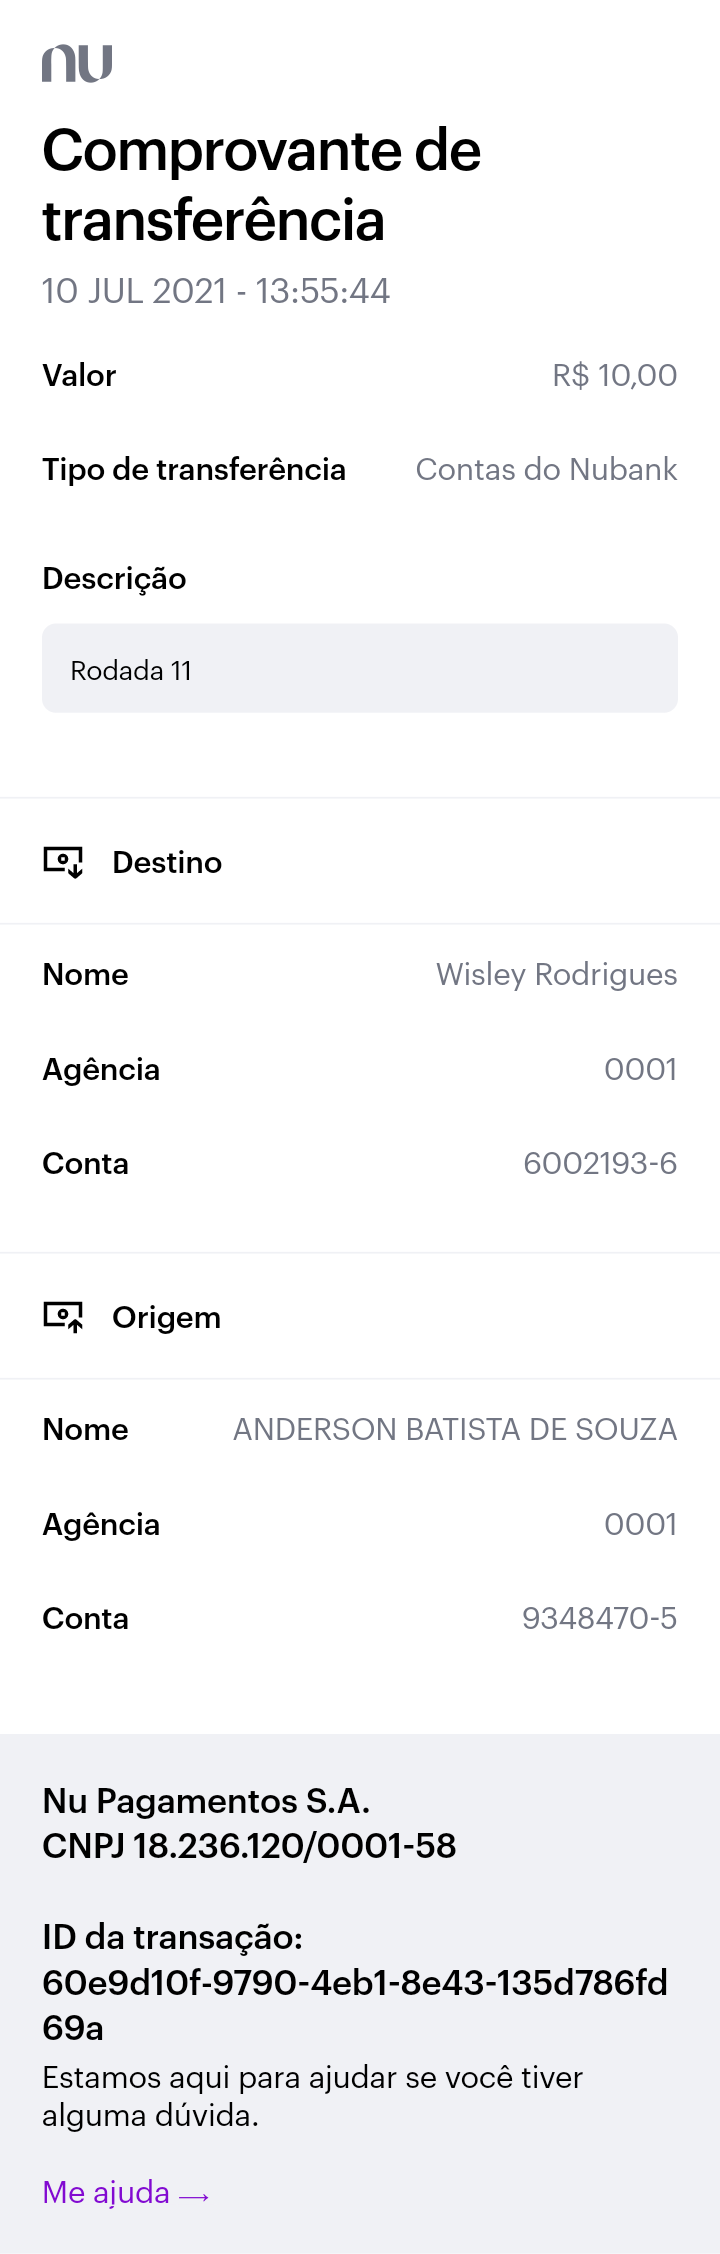 nu
Comprovante de
transferência
10 JUL 2021 - 13:55:44
Valor R$ 10,00
Tipo de transferência Contas do Nubank
Descrição
Rodada 11
Destino
Nome Wisley Rodrigues
Agência 0001
Conta 6002193-6
Origem
Nome ANDERSON BATISTA DE SOUZA
Agência 0001
Conta 9348470-5
Nu Pagamentos S.A.
CNPJ 18.236.120/0001-58
ID da transação:
60e9d10f-9790-4eb1-8e43-135d786fd
69a
Estamos aqui para ajudar se você tiver
alguma dúvida.
Me ajuda →